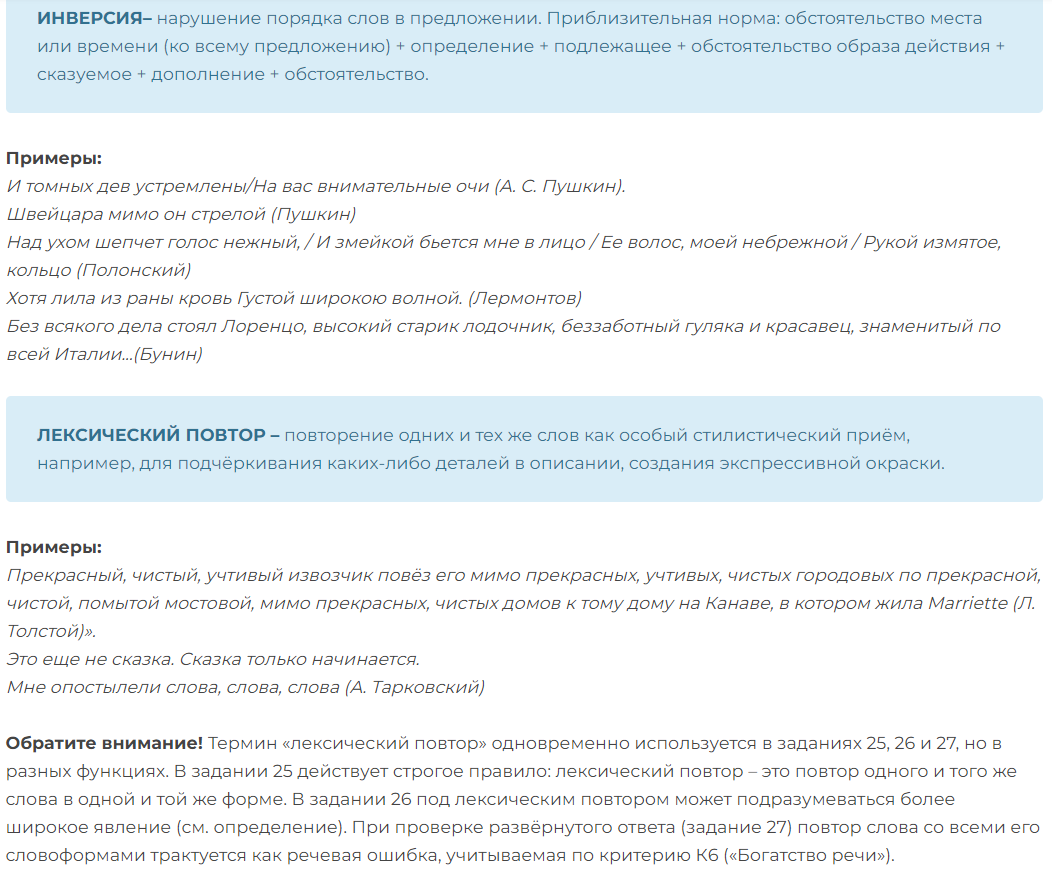 ИНВЕРСИЯ– нарушение порядка слов в предложении. Приблизительная норма: обстоятельство места
или времени (ко всему предложению) + определение + подлежащее + обстоятельство образа действия +
сказуемое + дополнение + обстоятельство.
Примеры:
И томных дев устремлены/На вас внимательные очи (А. С. Пушкин).
Швейцара мимо он стрелой (Пушкин)
Над ухом шепчет голос нежный, / И змейкой бьется мне в лицо / Ее волос, моей небрежной / Рукой измятое,
кольцо (Полонский)
Хотя лила из раны кровь Густой широкою волной. (Лермонтов)
Без всякого дела стоял Лоренцо, высокий старик лодочник, беззаботный гуляка и красавец, знаменитый по
всей Италии...(Бунин)
ЛЕКСИЧЕСКИЙ ПОВТОР – повторение одних и тех же слов как особый стилистический приём,
например, для подчёркивания каких-либо деталей в описании, создания экспрессивной окраски.
Примеры:
Прекрасный, чистый, учтивый извозчик повёз его мимо прекрасных, учтивых, чистых городовых по прекрасной,
чистой, помытой мостовой, мимо прекрасных, чистых домов к тому дому на Канаве, в котором жила Marriette (Л.
Толстой)».
Это еще не сказка. Сказка только начинается.
Мне опостылели слова, слова, слова (А. Тарковский)
Обратите внимание! Термин «лексический повтор» одновременно используется в заданиях 25, 26 и 27, но в
разных функциях. В задании 25 действует строгое правило: лексический повтор – это повтор одного и того же
слова в одной и той же форме. В задании 26 под лексическим повтором может подразумеваться более
широкое явление (см. определение). При проверке развёрнутого ответа (задание 27) повтор слова со всеми его
словоформами трактуется как речевая ошибка, учитываемая по критерию К6 («Богатство речи»).